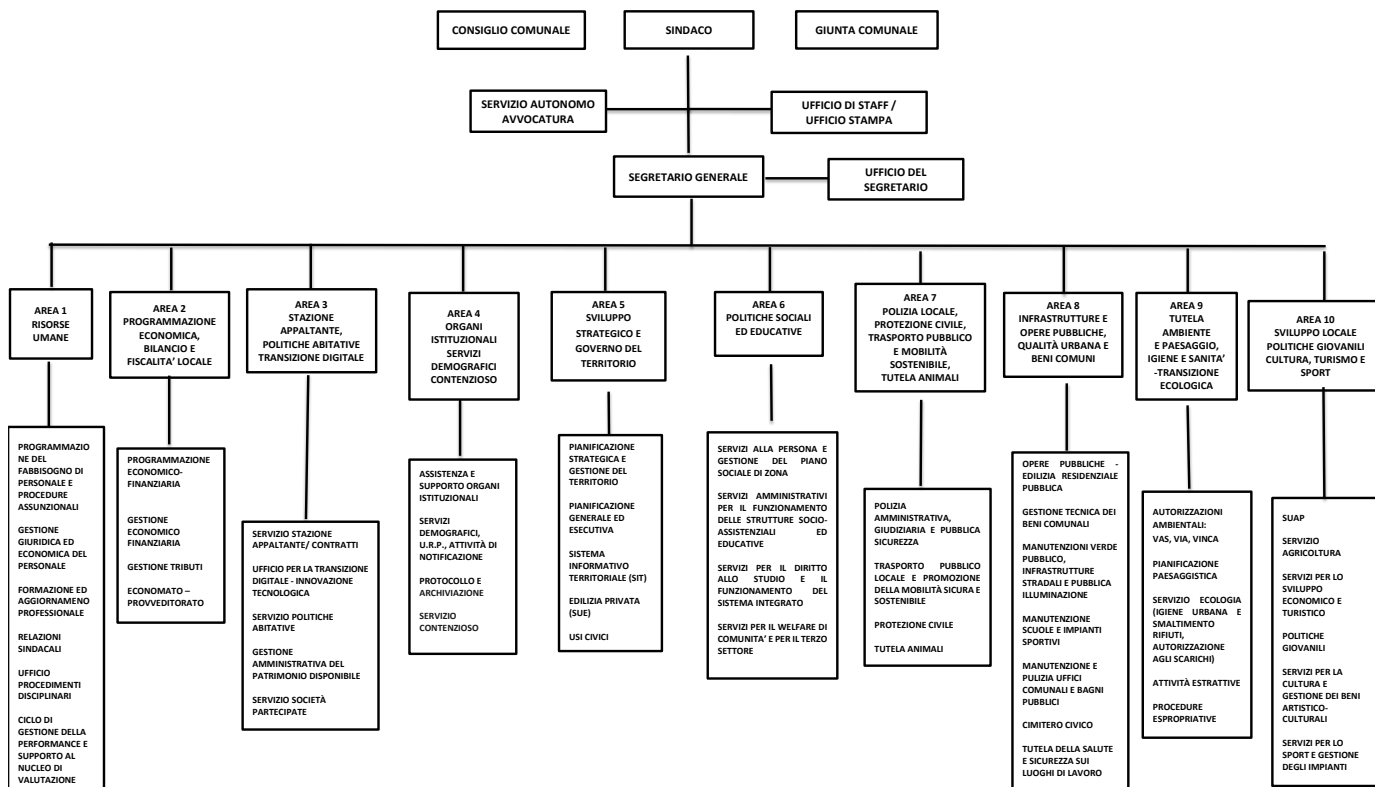 CONSIGLIO COMUNALE
SINDACO
GIUNTA COMUNALE
SERVIZIO AUTONOMO
AVVOCATURA
UFFICIO DI STAFF /
UFFICIO STAMPA
SEGRETARIO GENERALE
UFFICIO DEL
SEGRETARIO
AREA 1
RISORSE
UMANE
AREA 2
PROGRAMMAZIONE
ECONOMICA,
BILANCIO E
FISCALITA' LOCALE
AREA 3
STAZIONE
APPALTANTE,
POLITICHE ABITATIVE
TRANSIZIONE DIGITALE
AREA 4
ORGANI
ISTITUZIONALI
SERVIZI
DEMOGRAFICI
CONTENZIOSO
AREA 5
SVILUPPO
STRATEGICO E
GOVERNO DEL
TERRITORIO
AREA 6
POLITICHE SOCIALI
ED EDUCATIVE
AREA 7
POLIZIA LOCALE,
PROTEZIONE CIVILE,
TRASPORTO PUBBLICO
E MOBILITÀ
SOSTENIBILE,
TUTELA ANIMALI
AREA 8
INFRASTRUTTURE E
OPERE PUBBLICHE,
QUALITÀ URBANA E
BENI COMUNI
AREA 9
TUTELA
AMBIENTE
E PAESAGGIO,
IGIENE E SANITA'
-TRANSIZIONE
ECOLOGICA
AREA 10
SVILUPPO LOCALE
POLITICHE GIOVANILI
CULTURA, TURISMO E
SPORT
PROGRAMMAZIO
NE DEL
FABBISOGNO DI
PERSONALE E
PROCEDURE
ASSUNZIONALI
GESTIONE
GIURIDICA ED
ECONOMICA DEL
PERSONALE
FORMAZIONE ED
AGGIORNAMENO
PROFESSIONALE
RELAZIONI
SINDACALI
UFFICIO
PROCEDIMENTI
DISCIPLINARI
CICLO DI
GESTIONE DELLA
PERFORMANCE E
SUPPORTO AL
NUCLEO DI
VALUTAZIONE
PROGRAMMAZIONE
ECONOMICO-
FINANZIARIA
GESTIONE
ECONOMICO
FINANZIARIA
GESTIONE TRIBUTI
ECONOMATO –
PROVVEDITORATO
SERVIZIO STAZIONE
APPALTANTE/ CONTRATTI
UFFICIO PER LA TRANSIZIONE
DIGITALE - INNOVAZIONE
TECNOLOGICA
SERVIZIO POLITICHE
ABITATIVE
GESTIONE
AMMINISTRATIVA DEL
PATRIMONIO DISPONIBILE
SERVIZIO SOCIETÀ
PARTECIPATE
ASSISTENZA E
SUPPORTO ORGANI
ISTITUZIONALI
SERVIZI
DEMOGRAFICI,
U.R.P., ATTIVITÀ DI
NOTIFICAZIONE
PROTOCOLLO E
ARCHIVIAZIONE
SERVIZIO
CONTENZIOSO
PIANIFICAZIONE
STRATEGICA E
GESTIONE DEL
TERRITORIO
PIANIFICAZIONE
GENERALE ED
ESECUTIVA
SISTEMA
INFORMATIVO
TERRITORIALE (SIT)
EDILIZIA PRIVATA
(SUE)
USI CIVICI
SERVIZI ALLA PERSONA E
GESTIONE DEL PIANO
SOCIALE DI ZONA
SERVIZI AMMINISTRATIVI
PER IL FUNZIONAMENTO
DELLE STRUTTURE SOCIO-
ASSISTENZIALI ED
EDUCATIVE
SERVIZI PER IL DIRITTO
ALLO STUDIO E IL
FUNZIONAMENTO DEL
SISTEMA INTEGRATO
SERVIZI PER IL WELFARE DI
COMUNITA' E PER IL TERZO
SETTORE
POLIZIA
AMMINISTRATIVA,
GIUDIZIARIA E PUBBLICA
SICUREZZA
TRASPORTO PUBBLICO
LOCALE E PROMOZIONE
DELLA MOBILITÀ SICURA E
SOSTENIBILE
PROTEZIONE CIVILE
TUTELA ANIMALI
OPERE PUBBLICHE -
EDILIZIA RESIDENZIALE
PUBBLICA
GESTIONE TECNICA DEI
BENI COMUNALI
MANUTENZIONI VERDE
PUBBLICO,
INFRASTRUTTURE
STRADALI E PUBBLICA
ILLUMINAZIONE
MANUTENZIONE
SCUOLE E IMPIANTI
SPORTIVI
MANUTENZIONE E
PULIZIA UFFICI
COMUNALI E BAGNI
PUBBLICI
CIMITERO CIVICO
TUTELA DELLA SALUTE
E SICUREZZA SUI
LUOGHI DI LAVORO
AUTORIZZAZIONI
AMBIENTALI:
VAS, VIA, VINCA
PIANIFICAZIONE
PAESAGGISTICA
SERVIZIO ECOLOGIA
(IGIENE URBANA E
SMALTIMENTO
RIFIUTI,
AUTORIZZAZIONE
AGLI SCARICHI)
ATTIVITÀ ESTRATTIVE
PROCEDURE
ESPROPRIATIVE
SUAP
SERVIZIO
AGRICOLTURA
SERVIZI PER LO
SVILUPPO
ECONOMICO E
TURISTICO
POLITICHE
GIOVANILI
SERVIZI PER LA
CULTURA E
GESTIONE DEI BENI
ARTISTICO-
CULTURALI
SERVIZI PER LO
SPORT E GESTIONE
DEGLI IMPIANTI